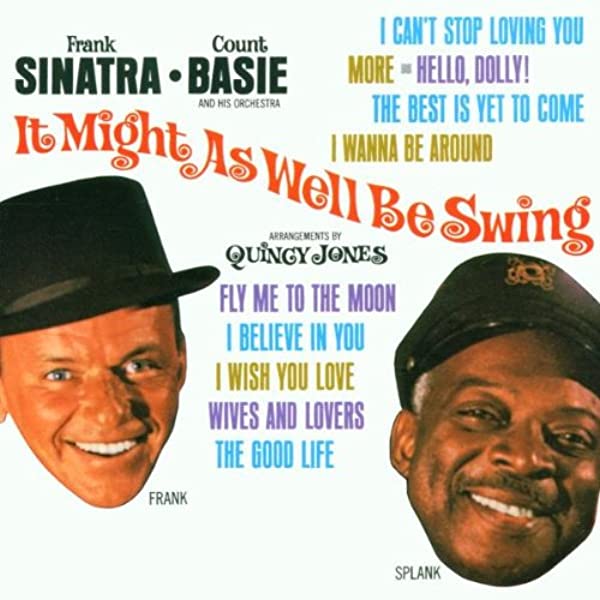 Frank Count
SINATRA • BASIE
AND HIS ORCHESTRA
I CAN'T STOP LOVING YOU
MORE = HELLO, DOLLY!
THE BEST IS YET TO COME
I WANNA BE AROUND
It Might As Well Be Swing
ARRANGEMENTS BY
QUINCY JONES
FLY ME TO THE MOON
I BELIEVE IN YOU
I WISH YOU LOVE
WIVES AND LOVERS
THE GOOD LIFE
FRANK
SPLANK